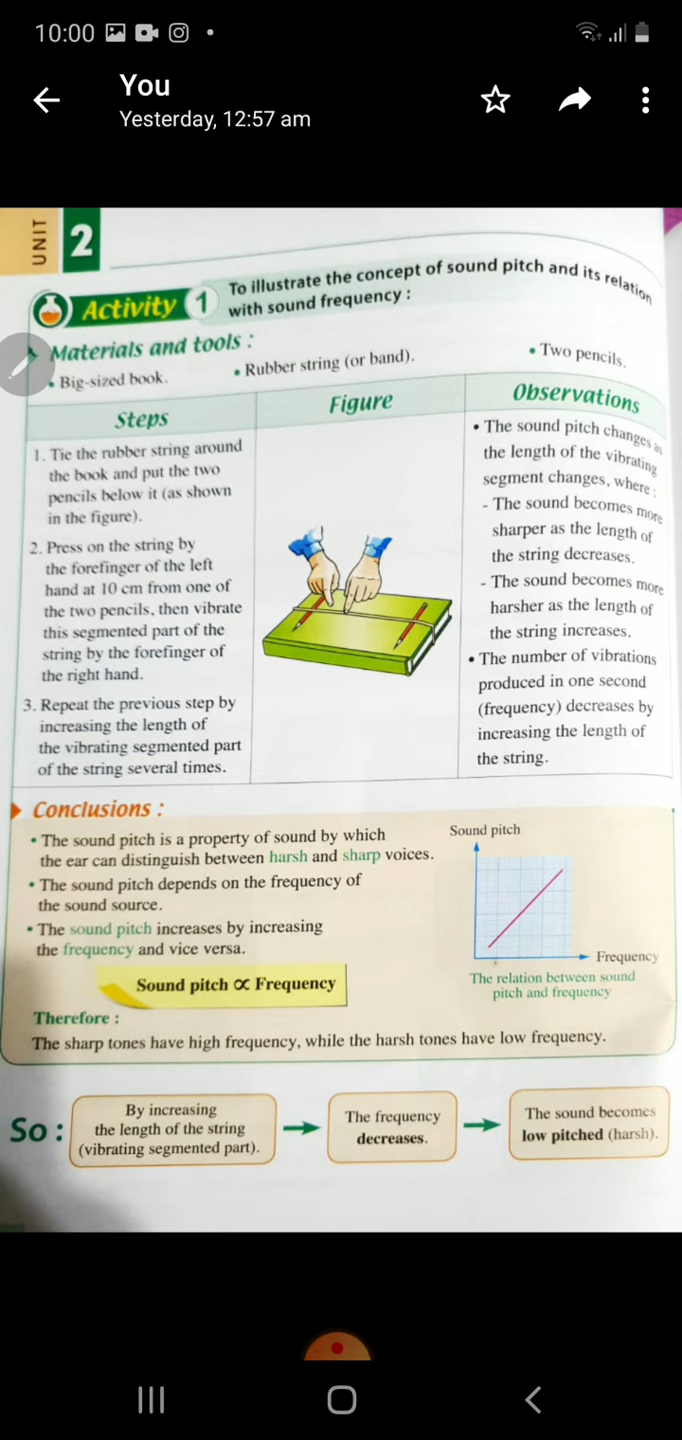 10:00
You
Yesterday, 12:57 am
UNIT 2
Activity 1
To illustrate the concept of sound pitch and its relation
with sound frequency :
Materials and tools :
• Big-sized book.
• Rubber string (or band).
• Two pencils.
Steps
Figure
Observations
1. Tie the rubber string around
the book and put the two
pencils below it (as shown
in the figure).
2. Press on the string by
the forefinger of the left
hand at 10 cm from one of
the two pencils, then vibrate
this segmented part of the
string by the forefinger of
the right hand.
3. Repeat the previous step by
increasing the length of
the vibrating segmented part
of the string several times.
• The sound pitch changes as
the length of the vibrating
segment changes, where :
- The sound becomes more
sharper as the length of
the string decreases.
- The sound becomes more
harsher as the length of
the string increases.
• The number of vibrations
produced in one second
(frequency) decreases by
increasing the length of
the string.
Conclusions :
• The sound pitch is a property of sound by which
the ear can distinguish between harsh and sharp voices.
• The sound pitch depends on the frequency of
the sound source.
• The sound pitch increases by increasing
the frequency and vice versa.
Sound pitch ∝ Frequency
Sound pitch
Frequency
The relation between sound
pitch and frequency
Therefore :
The sharp tones have high frequency, while the harsh tones have low frequency.
So :
By increasing
the length of the string
(vibrating segmented part).
The frequency
decreases.
The sound becomes
low pitched (harsh).